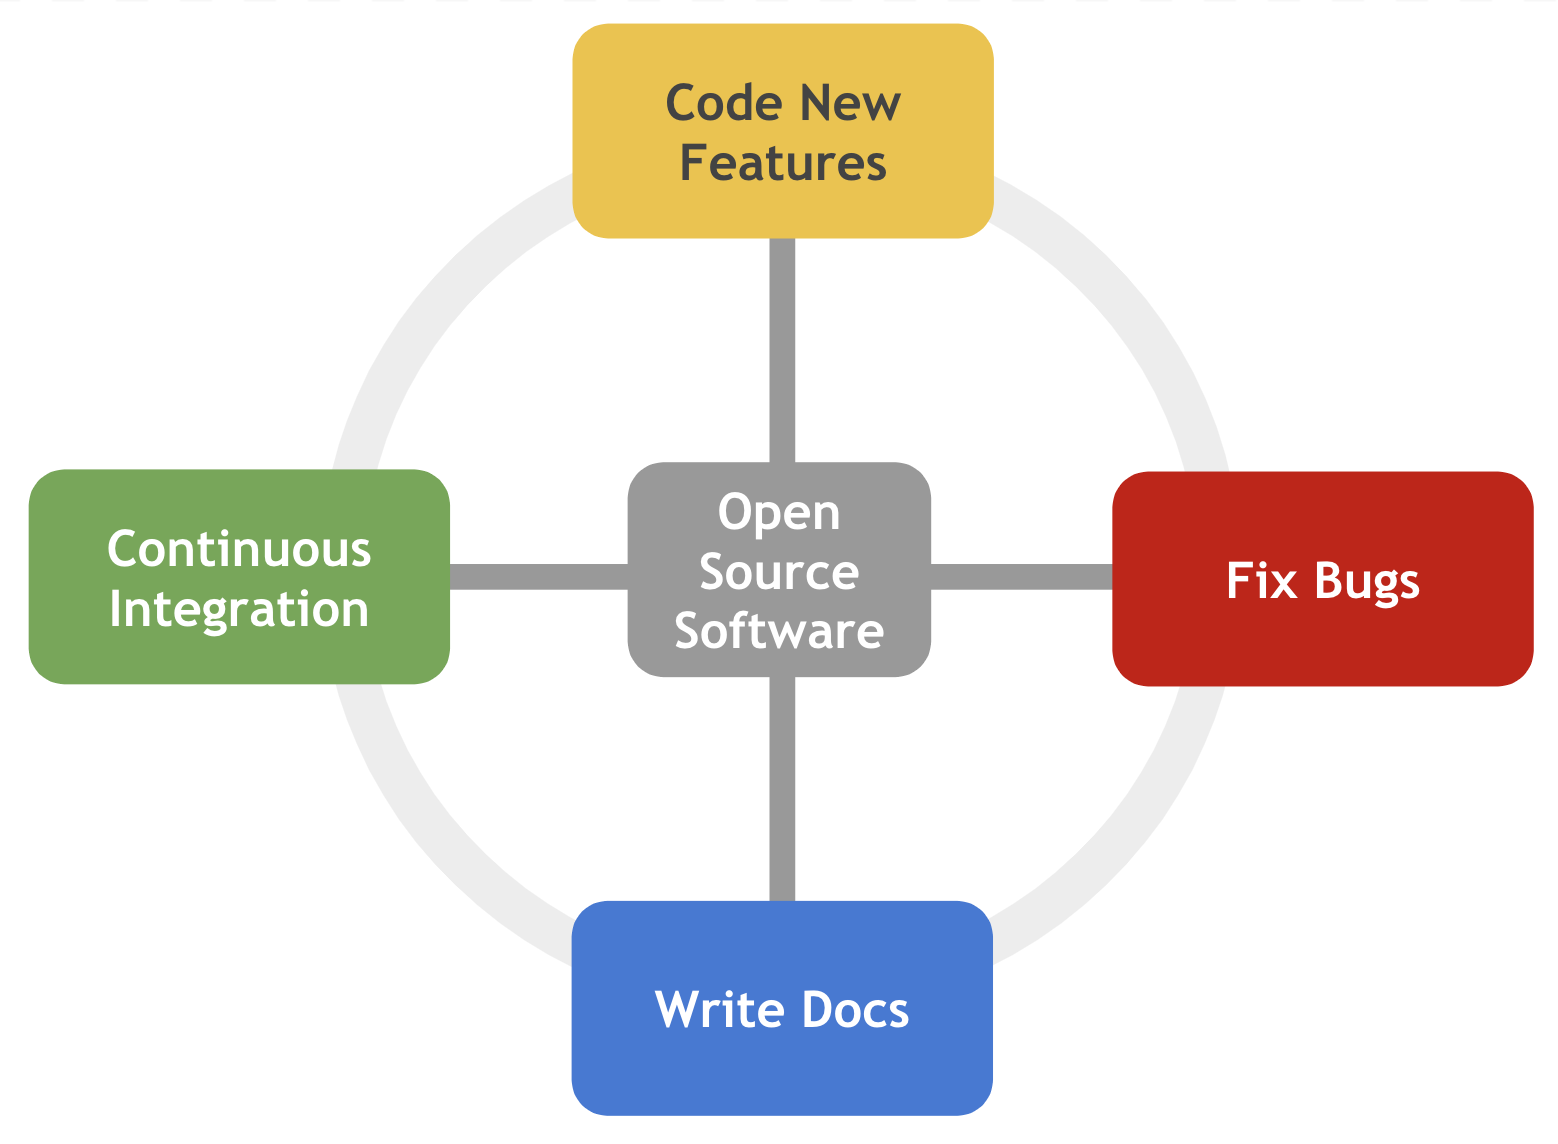 Code New
Features
Continuous
Integration
Open
Source
Software
Fix Bugs
Write Docs